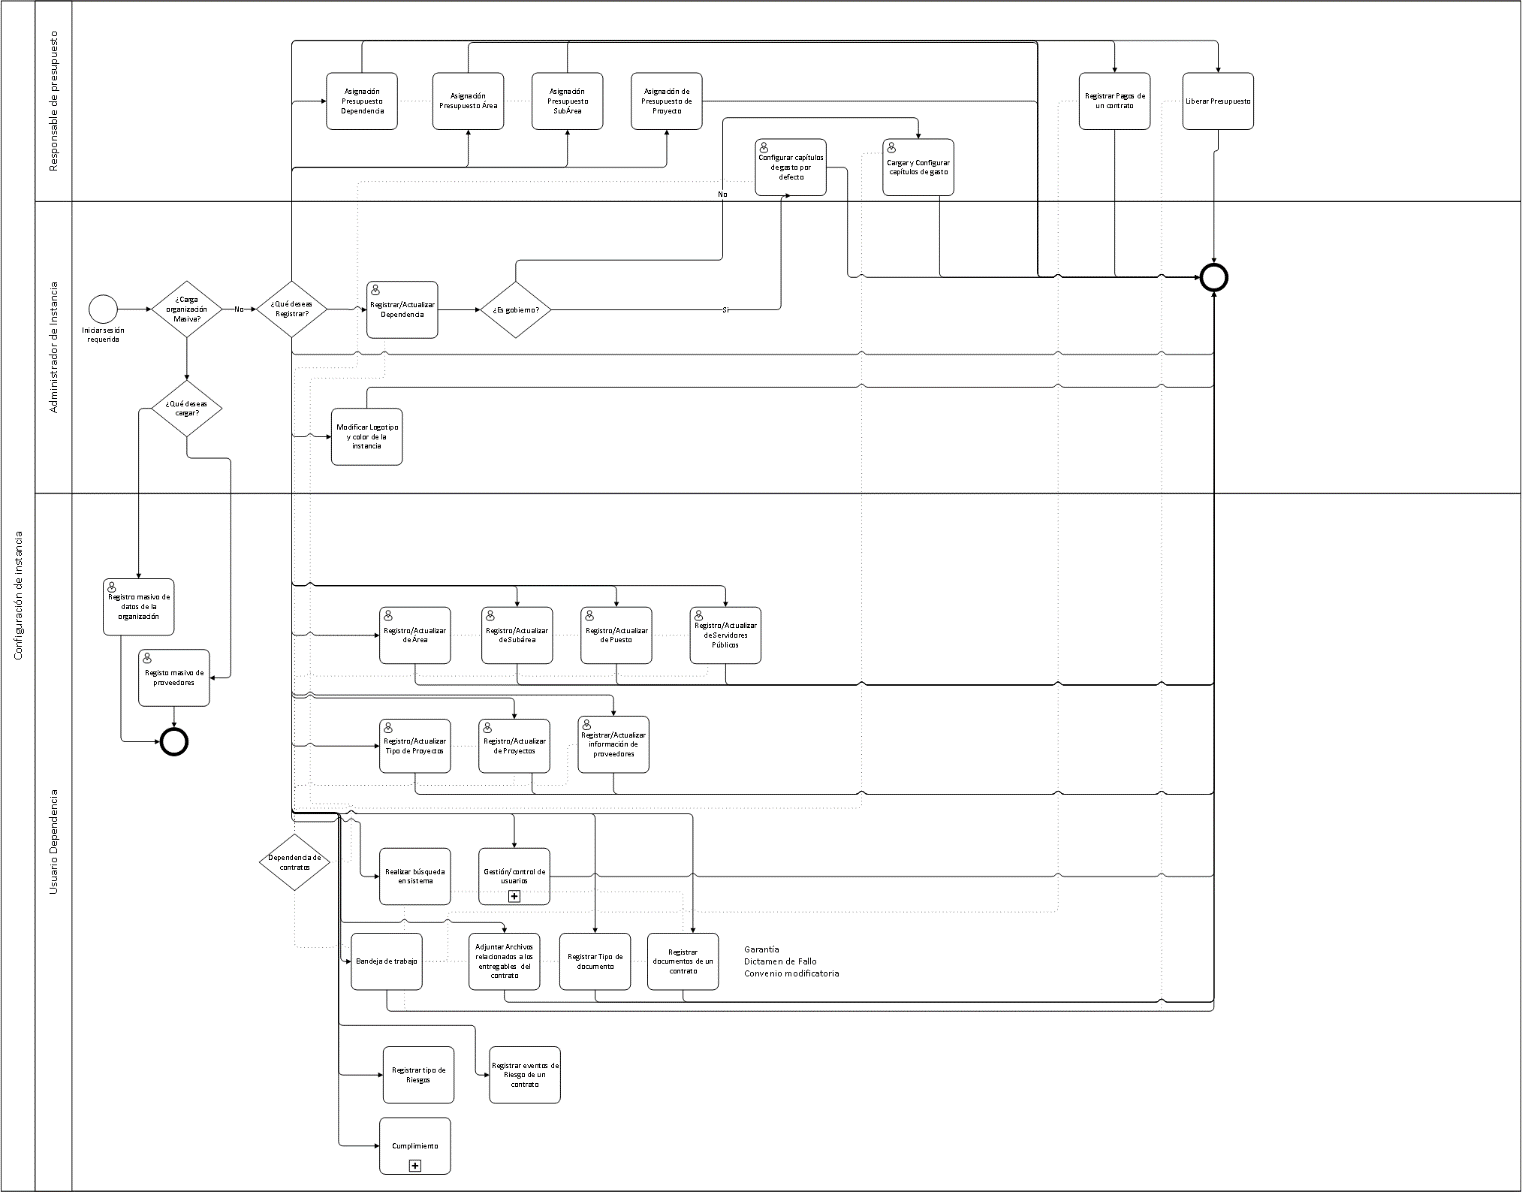 Configuración de instancia
Responsable de presupuesto
Asignación
Presupuesto
Dependencia
Asignación
Presupuesto Área
Asignación
Presupuesto
SubÁrea
Asignación de
Presupuesto de
Proyecto
Registrar Pagos de
un contrato
Liberar Presupuesto
Configurar capítulos
de gasto por
defecto
Cargar y Configurar
capítulos de gasto
No
Administrador de Instancia
Iniciar sesión
requerida
¿Carga
organización
Masiva?
No
¿Qué deseas
Registrar?
Registrar/Actualizar
Dependencia
¿Es gobierno?
Si
¿Qué deseas
cargar?
Modificar Logotipo
y color de la
instancia
Usuario Dependencia
Registro masivo de
datos de la
organización
Registo masivo de
proveedores
Registro/Actualizar
de Área
Registro/Actualizar
de Subárea
Registro/Actualizar
de Puesto
Registro/Actualizar
de Servidores
Públicos
Registro/Actualizar
Tipo de Proyectos
Registro/Actualizar
de Proyectos
Registrar/Actualizar
información de
proveedores
Dependencia de
contratos
Realizar búsqueda
en sistema
Gestión/control de
usuarios
Bandeja de trabajo
Adjuntar Archivos
relacionados a los
entregables del
contrato
Registrar Tipo de
documento
Registrar
documentos de un
contrato
Garantía
Dictamen de Fallo
Convenio modificatoria
Registrar tipo de
Riesgos
Registrar eventos de
Riesgo de un
contrato
Cumplimiento